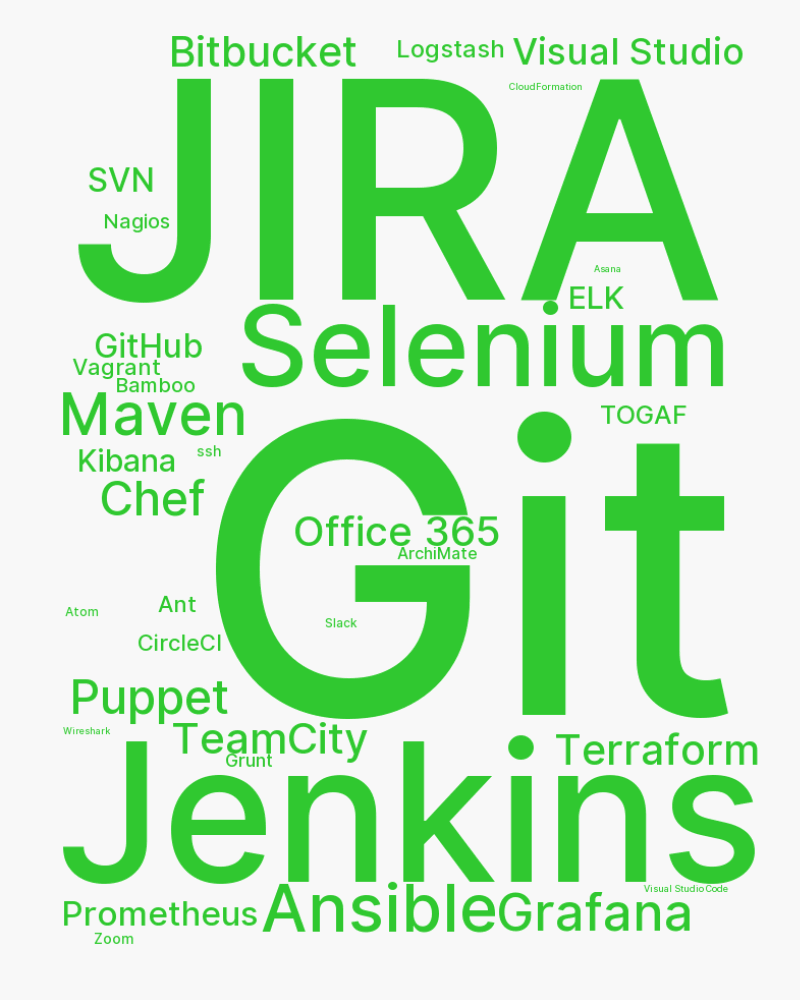 Bitbucket
Logstash
Visual Studio
CloudFormation
JIRA
SVN
Nagios
Asana
ELK
Selenium
GitHub
Vagrant
Bamboo
Maven
TOGAF
ssh
Kibana
Chef
Git
Office 365
ArchiMate
Ant
Atom
Slack
CircleCI
Puppet
Wireshark
TeamCity
Terraform
Grunt
Jenkins
Visual Studio Code
Prometheus
Ansible
Grafana
Zoom